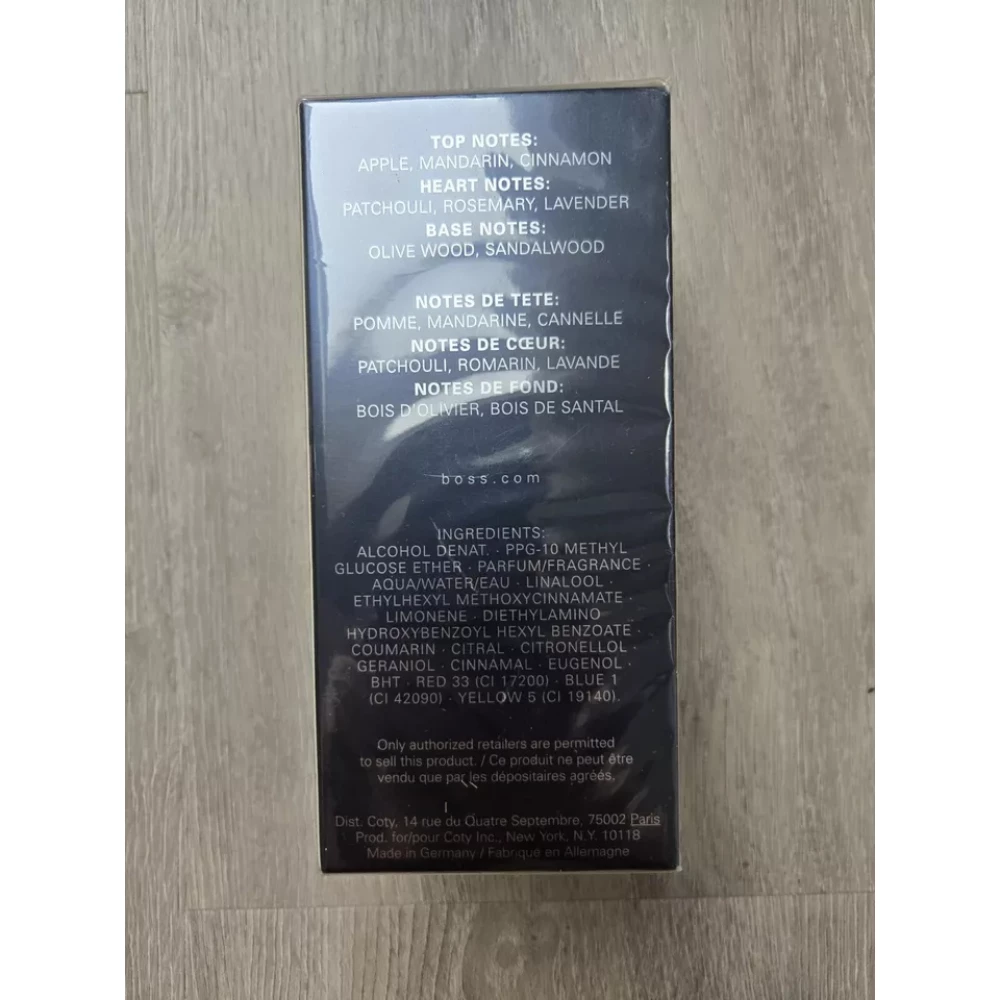 TOP NOTES:
APPLE, MANDARIN, CINNAMON
HEART NOTES:
PATCHOULI, ROSEMARY, LAVENDER
BASE NOTES:
OLIVE WOOD, SANDALWOOD
NOTES DE TETE:
POMME, MANDARINE, CANNELLE
NOTES DE CŒUR:
PATCHOULI, ROMARIN, LAVANDE
NOTES DE FOND:
BOIS D'OLIVIER, BOIS DE SANTAL
boss.com
INGREDIENTS:
ALCOHOL DENAT. · PPG-10 METHYL
GLUCOSE ETHER · PARFUM/FRAGRANCE ·
AQUA/WATER/EAU · LINALOOL ·
ETHYLHEXYL METHOXYCINNAMATE ·
LIMONENE · DIETHYLAMINO
HYDROXYBENZOYL HEXYL BENZOATE ·
COUMARIN · CITRAL · CITRONELLOL ·
GERANIOL · CINNAMAL · EUGENOL ·
BHT · RED 33 (CI 17200) · BLUE 1
(CI 42090) · YELLOW 5 (CI 19140).
Only authorized retailers are permitted
to sell this product. / Ce produit ne peut être
vendu que par les dépositaires agréés.
Dist. Coty, 14 rue du Quatre Septembre, 75002 Paris
Prod. for/pour Coty Inc., New York, N.Y. 10118
Made in Germany / Fabriqué en Allemagne